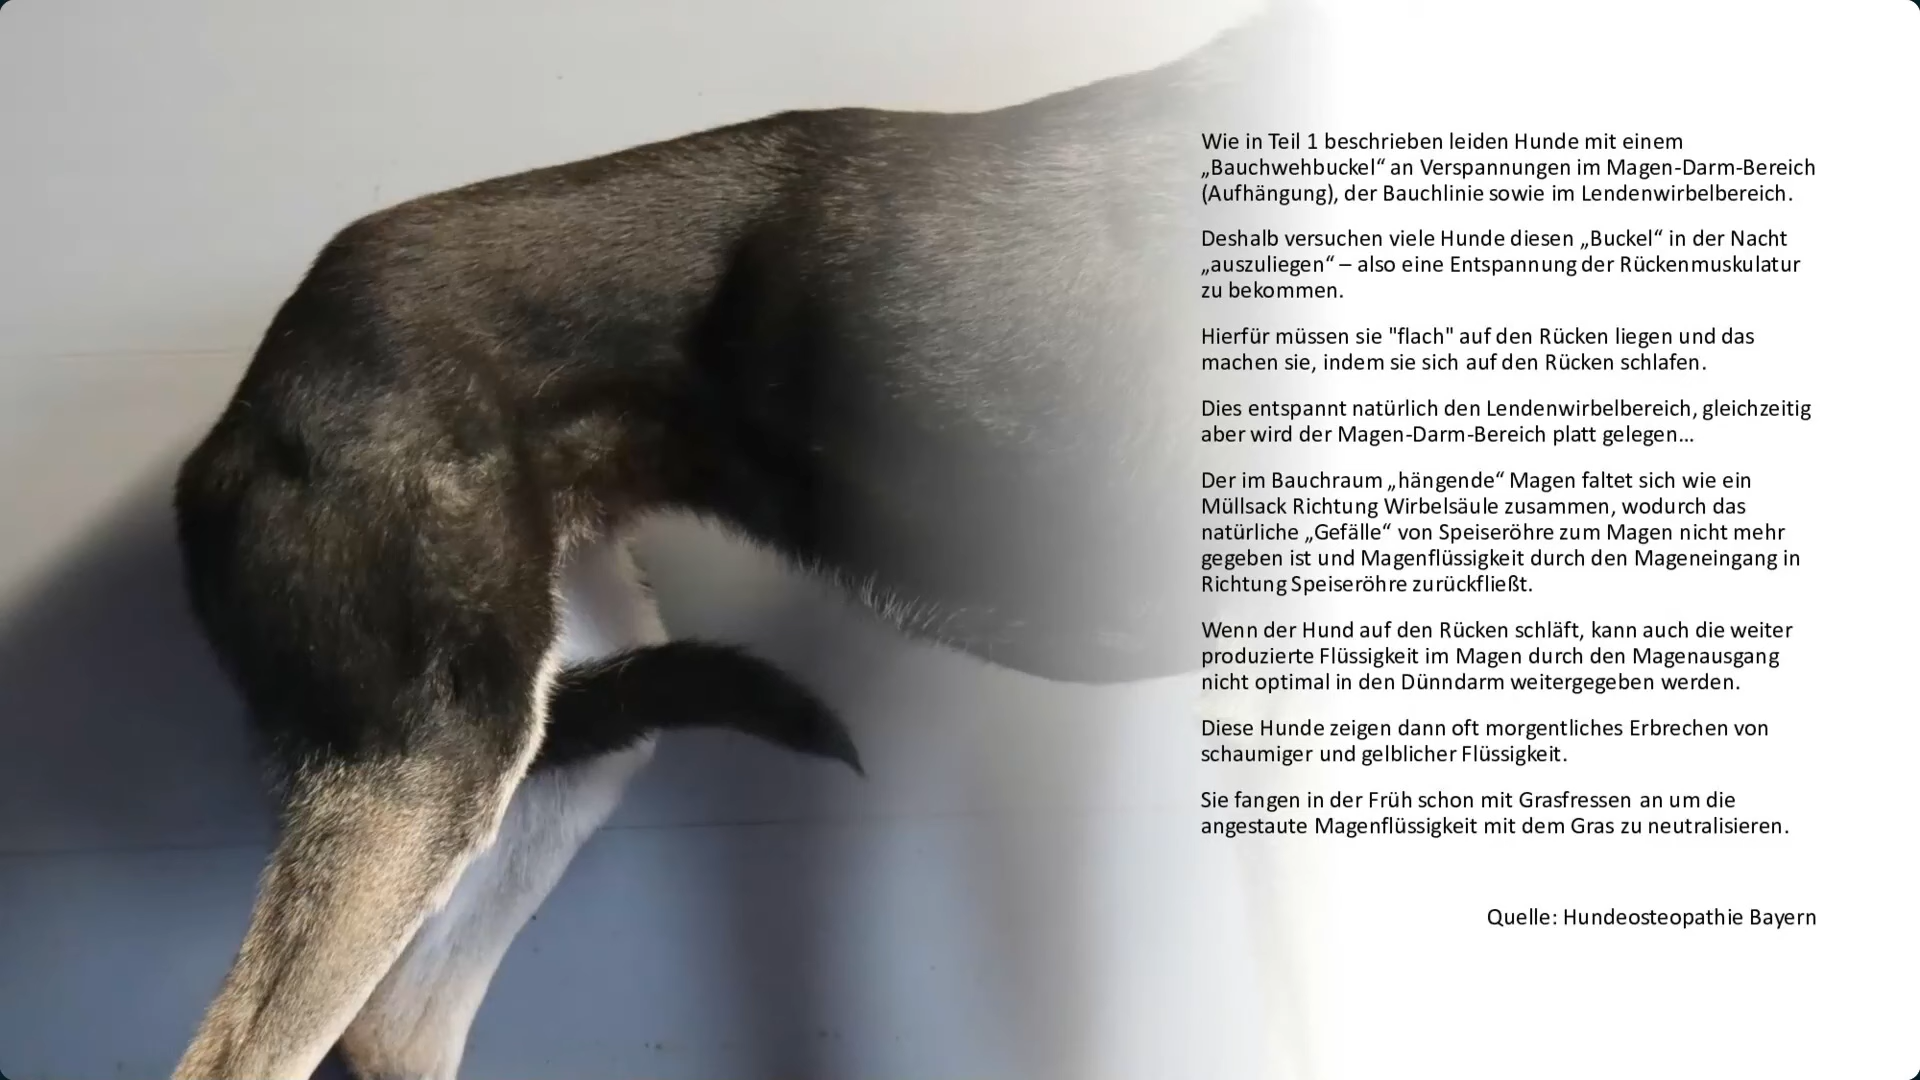 Wie in Teil 1 beschrieben leiden Hunde mit einem
„Bauchwehbuckel“ an Verspannungen im Magen-Darm-Bereich
(Aufhängung), der Bauchlinie sowie im Lendenwirbelbereich.
Deshalb versuchen viele Hunde diesen „Buckel“ in der Nacht
„auszuliegen“ – also eine Entspannung der Rückenmuskulatur
zu bekommen.
Hierfür müssen sie "flach" auf den Rücken liegen und das
machen sie, indem sie sich auf den Rücken schlafen.
Dies entspannt natürlich den Lendenwirbelbereich, gleichzeitig
aber wird der Magen-Darm-Bereich platt gelegen…
Der im Bauchraum „hängende“ Magen faltet sich wie ein
Müllsack Richtung Wirbelsäule zusammen, wodurch das
natürliche „Gefälle“ von Speiseröhre zum Magen nicht mehr
gegeben ist und Magenflüssigkeit durch den Mageneingang in
Richtung Speiseröhre zurückfließt.
Wenn der Hund auf den Rücken schläft, kann auch die weiter
produzierte Flüssigkeit im Magen durch den Magenausgang
nicht optimal in den Dünndarm weitergegeben werden.
Diese Hunde zeigen dann oft morgentliches Erbrechen von
schaumiger und gelblicher Flüssigkeit.
Sie fangen in der Früh schon mit Grasfressen an um die
angestaute Magenflüssigkeit mit dem Gras zu neutralisieren.
Quelle: Hundeosteopathie Bayern